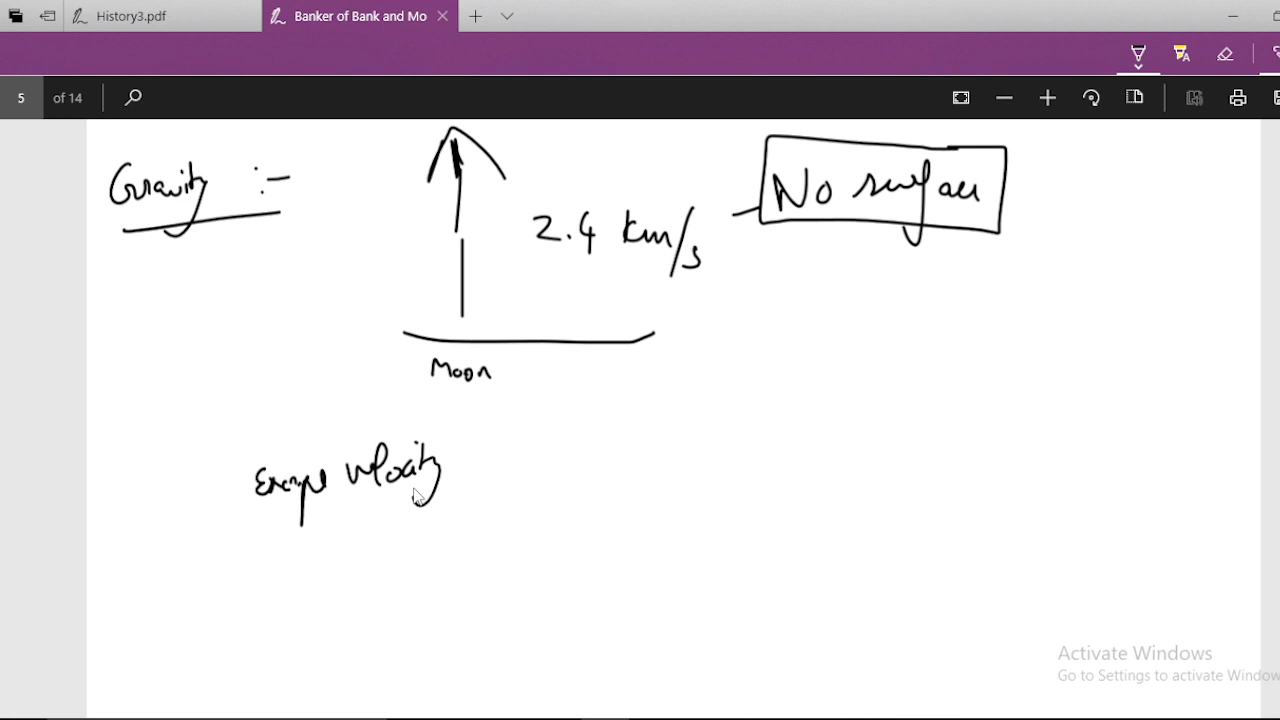 History3.pdf
Banker of Bank and Mo
5 of 14
Gravity :-
No surface
2.4 km/s
Moon
Escape velocity
Activate Windows
Go to Settings to activate Window